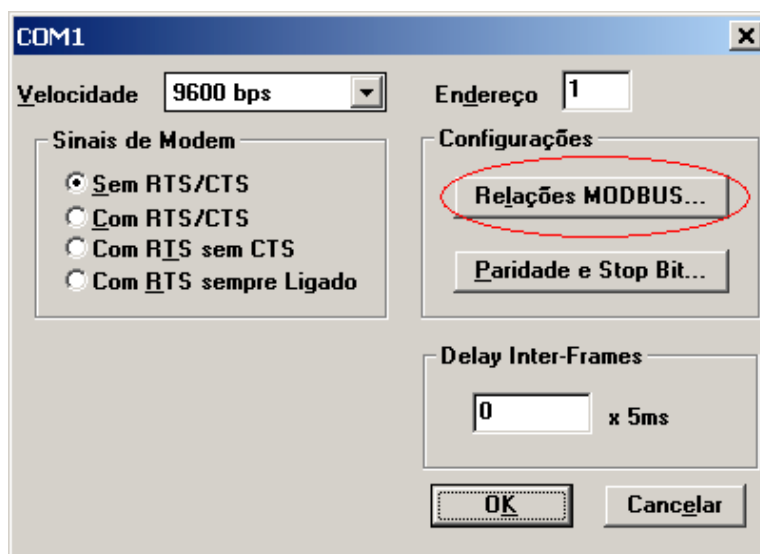 COM1
Velocidade 9600 bps
Endereço 1
Sinais de Modem
Sem RTS/CTS
Com RTS/CTS
Com RTS sem CTS
Com RTS sempre Ligado
Configurações
Relações MODBUS...
Paridade e Stop Bit...
Delay Inter-Frames
0 x 5ms
OK Cancelar